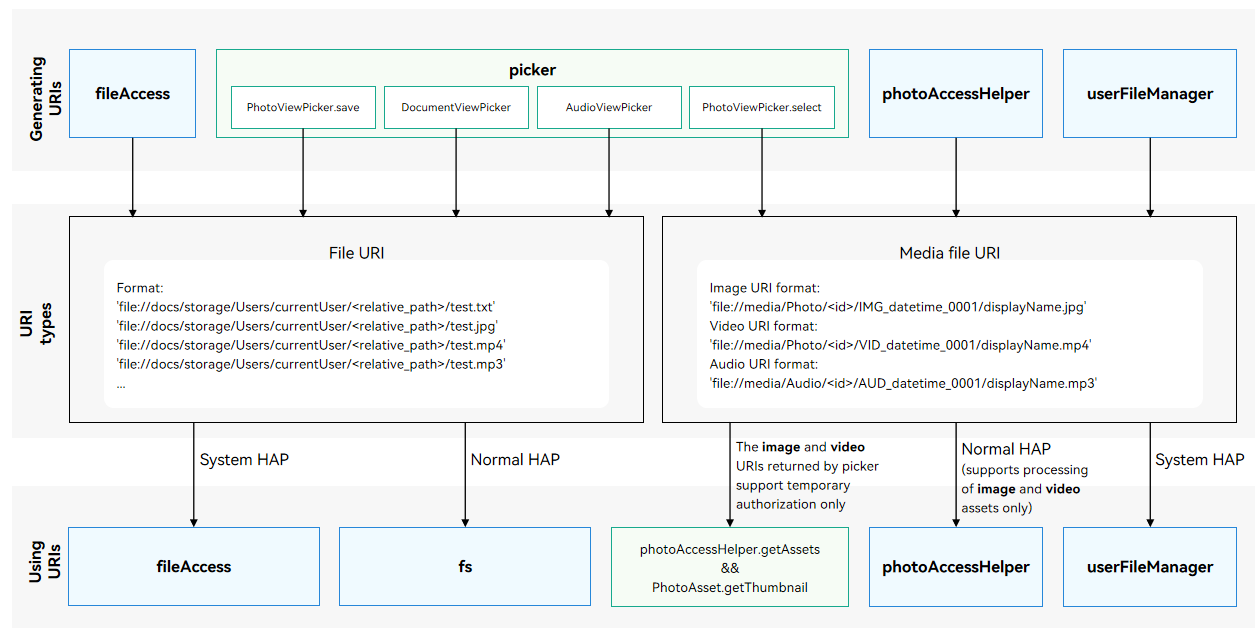 Generating
URIs
fileAccess
picker
PhotoViewPicker.save
DocumentViewPicker
AudioViewPicker
PhotoViewPicker.select
photoAccessHelper
userFileManager
URI
types
File URI
Format:
'file://docs/storage/Users/currentUser/<relative_path>/test.txt'
'file://docs/storage/Users/currentUser/<relative_path>/test.jpg'
'file://docs/storage/Users/currentUser/<relative_path>/test.mp4'
'file://docs/storage/Users/currentUser/<relative_path>/test.mp3'
...
Media file URI
Image URI format:
'file://media/Photo/<id>/IMG_datetime_0001/displayName.jpg'
Video URI format:
'file://media/Photo/<id>/VID_datetime_0001/displayName.mp4'
Audio URI format:
'file://media/Audio/<id>/AUD_datetime_0001/displayName.mp3'
System HAP
Normal HAP
The image and video
URIs returned by picker
support temporary
authorization only
Normal HAP
(supports processing
of image and video
assets only)
System HAP
Using
URIs
fileAccess
fs
photoAccessHelper.getAssets
&&
PhotoAsset.getThumbnail
photoAccessHelper
userFileManager